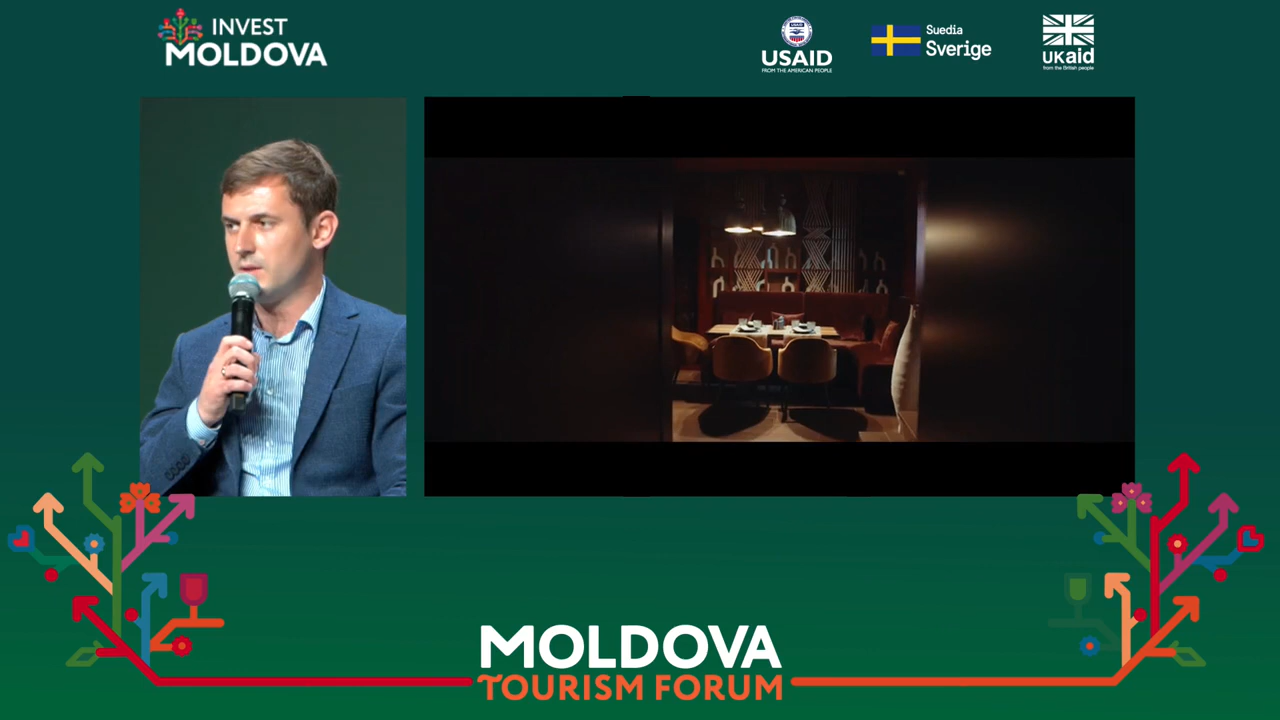 INVEST
MOLDOVA
USAID
FROM THE AMERICAN PEOPLE
Suedia
Sverige
UKaid
from the British people
MOLDOVA
TOURISM FORUM